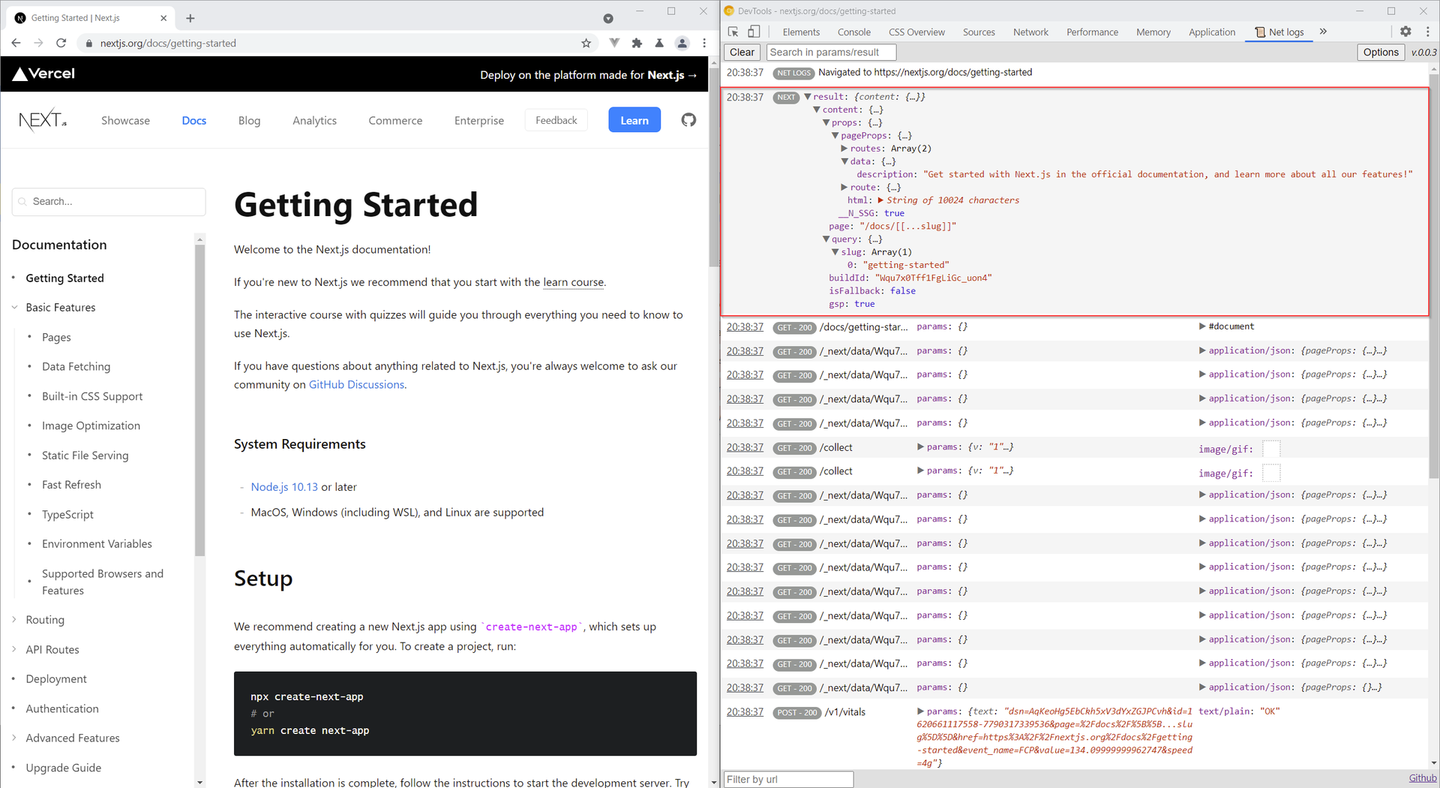 Getting Started | Next.js
nextjs.org/docs/getting-started
Vercel
Deploy on the platform made for Next.js →
NEXT.JS
Showcase
Docs
Blog
Analytics
Commerce
Enterprise
Feedback
Learn
Search...
Documentation
Getting Started
Basic Features
Pages
Data Fetching
Built-in CSS Support
Image Optimization
Static File Serving
Fast Refresh
TypeScript
Environment Variables
Supported Browsers and
Features
Routing
API Routes
Deployment
Authentication
Advanced Features
Upgrade Guide
Getting Started
Welcome to the Next.js documentation!
If you're new to Next.js we recommend that you start with the learn course.
The interactive course with quizzes will guide you through everything you need to know to
use Next.js.
If you have questions about anything related to Next.js, you're always welcome to ask our
community on GitHub Discussions.
System Requirements
- Node.js 10.13 or later
- MacOS, Windows (including WSL), and Linux are supported
Setup
We recommend creating a new Next.js app using `create-next-app`, which sets up
everything automatically for you. To create a project, run:
npx create-next-app
# or
yarn create next-app
After the installation is complete, follow the instructions to start the development server. Try
DevTools - nextjs.org/docs/getting-started
Elements
Console
CSS Overview
Sources
Network
Performance
Memory
Application
Net logs
»
Clear
Search in params/result
Options
v.0.0.3
20:38:37 NET LOGS Navigated to https://nextjs.org/docs/getting-started
20:38:37 NEXT ▼result: {content: {…}}
▼content: {…}
▼props: {…}
▼pageProps: {…}
▶routes: Array(2)
▼data: {…}
description: "Get started with Next.js in the official documentation, and learn more about all our features!"
▶route: {…}
html: ▶String of 10024 characters
__N_SSG: true
page: "/docs/[[...slug]]"
▼query: {…}
▼slug: Array(1)
0: "getting-started"
buildId: "Wqu7x0Tff1FgLiGc_uon4"
isFallback: false
gsp: true
20:38:37 GET - 200 /docs/getting-star... params: {} ▶#document
20:38:37 GET - 200 /_next/data/Wqu7... params: {} ▶application/json: {pageProps: {…}…}
20:38:37 GET - 200 /_next/data/Wqu7... params: {} ▶application/json: {pageProps: {…}…}
20:38:37 GET - 200 /_next/data/Wqu7... params: {} ▶application/json: {pageProps: {…}…}
20:38:37 GET - 200 /_next/data/Wqu7... params: {} ▶application/json: {pageProps: {…}…}
20:38:37 GET - 200 /collect ▶params: {v: "1"…} image/gif:
20:38:37 GET - 200 /collect ▶params: {v: "1"…} image/gif:
20:38:37 GET - 200 /_next/data/Wqu7... params: {} ▶application/json: {pageProps: {…}…}
20:38:37 GET - 200 /_next/data/Wqu7... params: {} ▶application/json: {pageProps: {…}…}
20:38:37 GET - 200 /_next/data/Wqu7... params: {} ▶application/json: {pageProps: {…}…}
20:38:37 GET - 200 /_next/data/Wqu7... params: {} ▶application/json: {pageProps: {…}…}
20:38:37 GET - 200 /_next/data/Wqu7... params: {} ▶application/json: {pageProps: {…}…}
20:38:37 GET - 200 /_next/data/Wqu7... params: {} ▶application/json: {pageProps: {…}…}
20:38:37 GET - 200 /_next/data/Wqu7... params: {} ▶application/json: {pageProps: {…}…}
20:38:37 GET - 200 /_next/data/Wqu7... params: {} ▶application/json: {pageProps: {…}…}
20:38:37 GET - 200 /_next/data/Wqu7... params: {} ▶application/json: {pageProps: {}…}
20:38:37 POST - 200 /v1/vitals ▶params: {text: "dsn=AqKeoHg5EbCkh5xV3dYxZGJPCvh&id=1 text/plain: "OK"
620661117558-7790317339536&page=%2Fdocs%2F%5B%5B...slu
g%5D%5D&href=https%3A%2F%2Fnextjs.org%2Fdocs%2Fgetting
-started&event_name=FCP&value=134.09999999962747&speed
=4g"}
Filter by url
Github